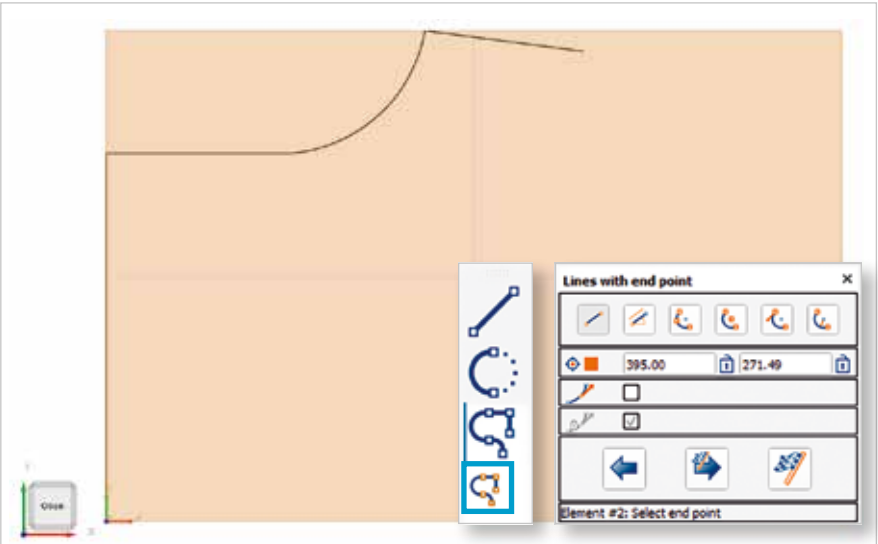 Lines with end point ×
395.00 271.49
Element #2: Select end point
X